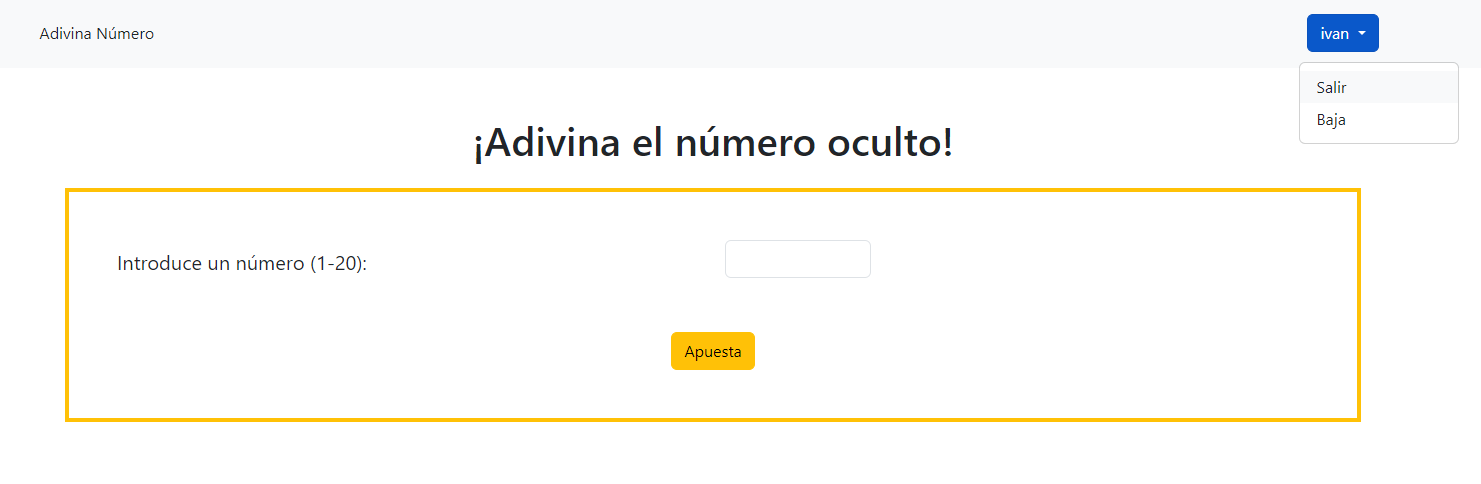 Adivina Número
ivan
Salir
Baja
¡Adivina el número oculto!
Introduce un número (1-20):
Apuesta